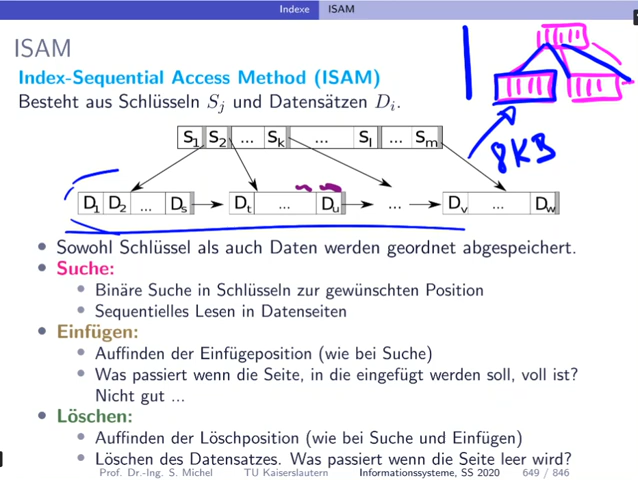 Indexe ISAM
ISAM
Index-Sequential Access Method (ISAM)
Besteht aus Schlüsseln Sj und Datensätzen Di.
8KB
S1 S2 ... Sk ... Sl ... Sm
D1 D2 ... Ds Dt ... Du ... Dv ... Dw
• Sowohl Schlüssel als auch Daten werden geordnet abgespeichert.
• Suche:
• Binäre Suche in Schlüsseln zur gewünschten Position
• Sequentielles Lesen in Datenseiten
• Einfügen:
• Auffinden der Einfügeposition (wie bei Suche)
• Was passiert wenn die Seite, in die eingefügt werden soll, voll ist?
Nicht gut ...
• Löschen:
• Auffinden der Löschposition (wie bei Suche und Einfügen)
• Löschen des Datensatzes. Was passiert wenn die Seite leer wird?
Prof. Dr.-Ing. S. Michel TU Kaiserslautern Informationssysteme, SS 2020 649 / 846